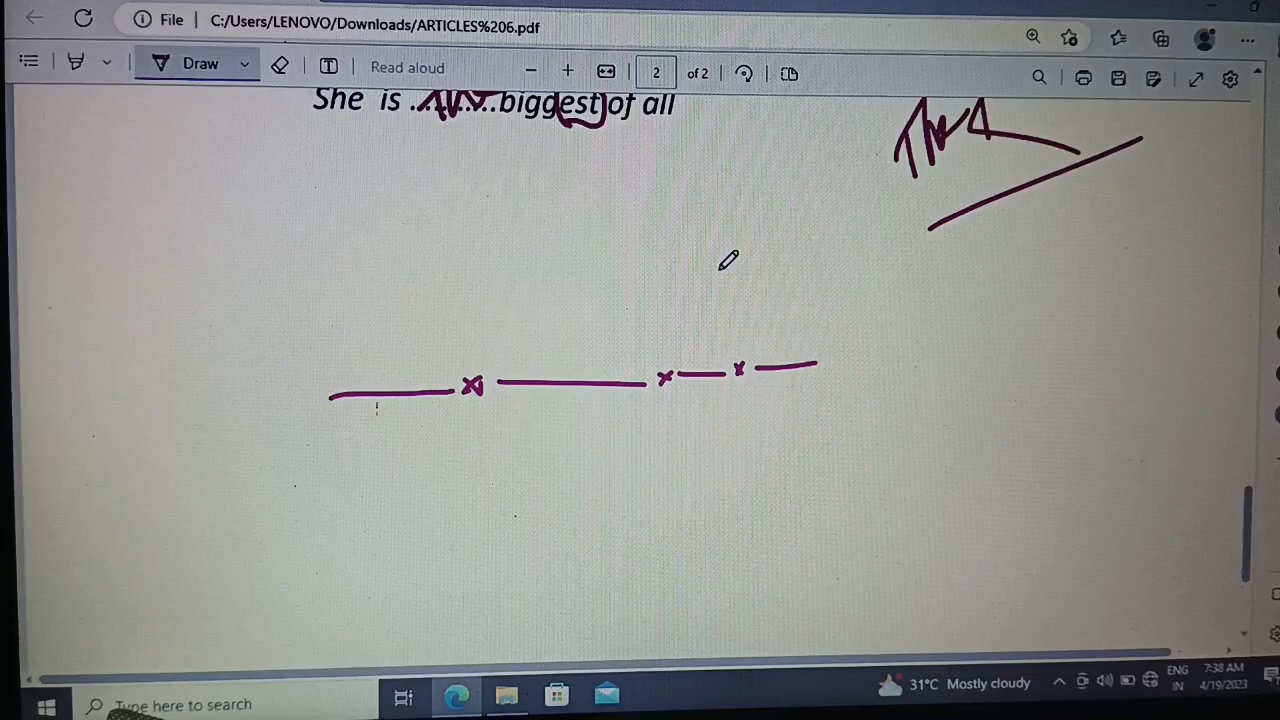 File | C:/Users/LENOVO/Downloads/ARTICLES%206.pdf
Draw Read aloud 2 of 2
She is ..........biggest of all
Type here to search
31°C Mostly cloudy ENG 7:38 AM
IN 4/19/2023